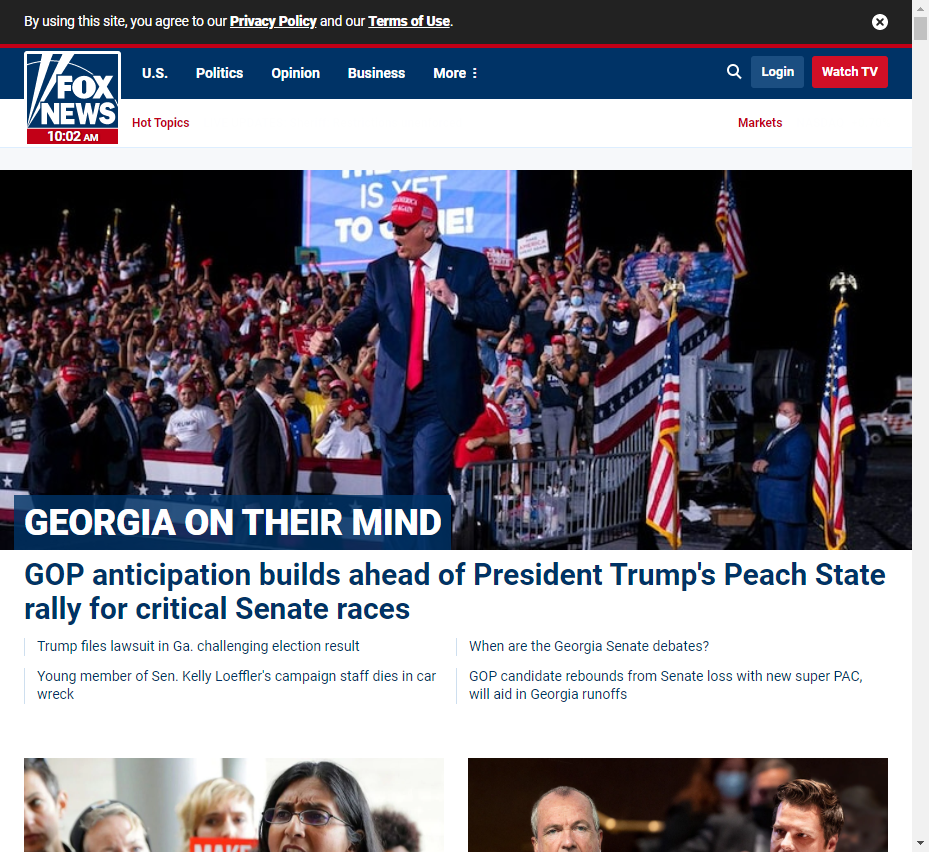 By using this site, you agree to our Privacy Policy and our Terms of Use.
FOX
NEWS
10:02 AM
U.S. Politics Opinion Business More
Login
Watch TV
Hot Topics
Markets
IS YET
TO
GEORGIA ON THEIR MIND
GOP anticipation builds ahead of President Trump's Peach State
rally for critical Senate races
Trump files lawsuit in Ga. challenging election result
When are the Georgia Senate debates?
Young member of Sen. Kelly Loeffler's campaign staff dies in car
wreck
GOP candidate rebounds from Senate loss with new super PAC,
will aid in Georgia runoffs
MAKE